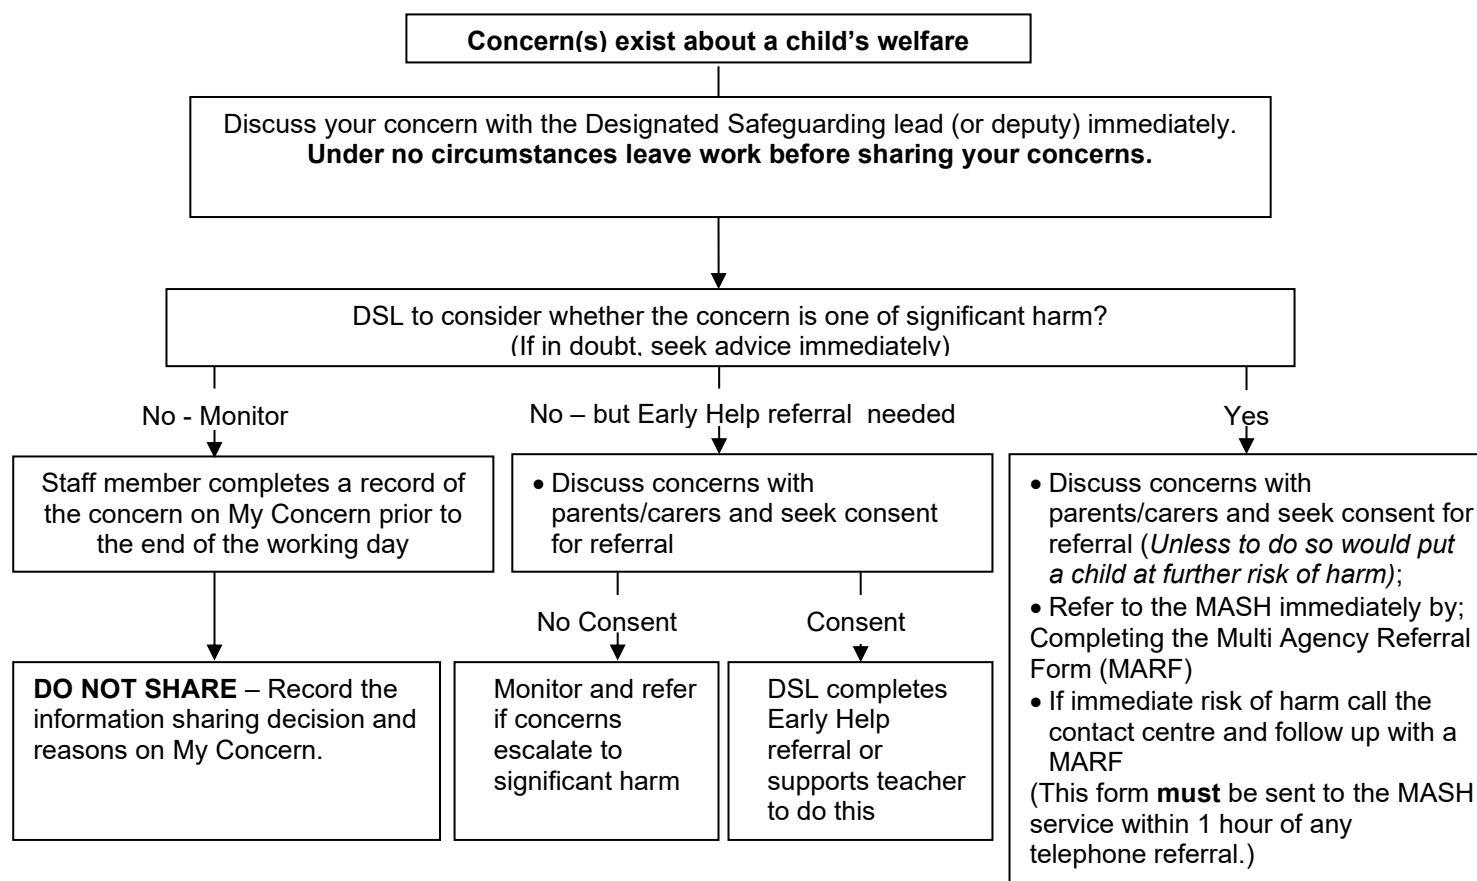 Concern(s) exist about a child's welfare
Discuss your concern with the Designated Safeguarding lead (or deputy) immediately.
Under no circumstances leave work before sharing your concerns.
DSL to consider whether the concern is one of significant harm?
(If in doubt, seek advice immediately)
No - Monitor
No – but Early Help referral needed
Yes
Staff member completes a record of
the concern on My Concern prior to
the end of the working day
• Discuss concerns with
parents/carers and seek consent
for referral
No Consent
Consent
DO NOT SHARE – Record the
information sharing decision and
reasons on My Concern.
Monitor and refer
if concerns
escalate to
significant harm
DSL completes
Early Help
referral or
supports teacher
to do this
• Discuss concerns with
parents/carers and seek consent for
referral (Unless to do so would put
a child at further risk of harm);
• Refer to the MASH immediately by;
Completing the Multi Agency Referral
Form (MARF)
• If immediate risk of harm call the
contact centre and follow up with a
MARF
(This form must be sent to the MASH
service within 1 hour of any
telephone referral.)